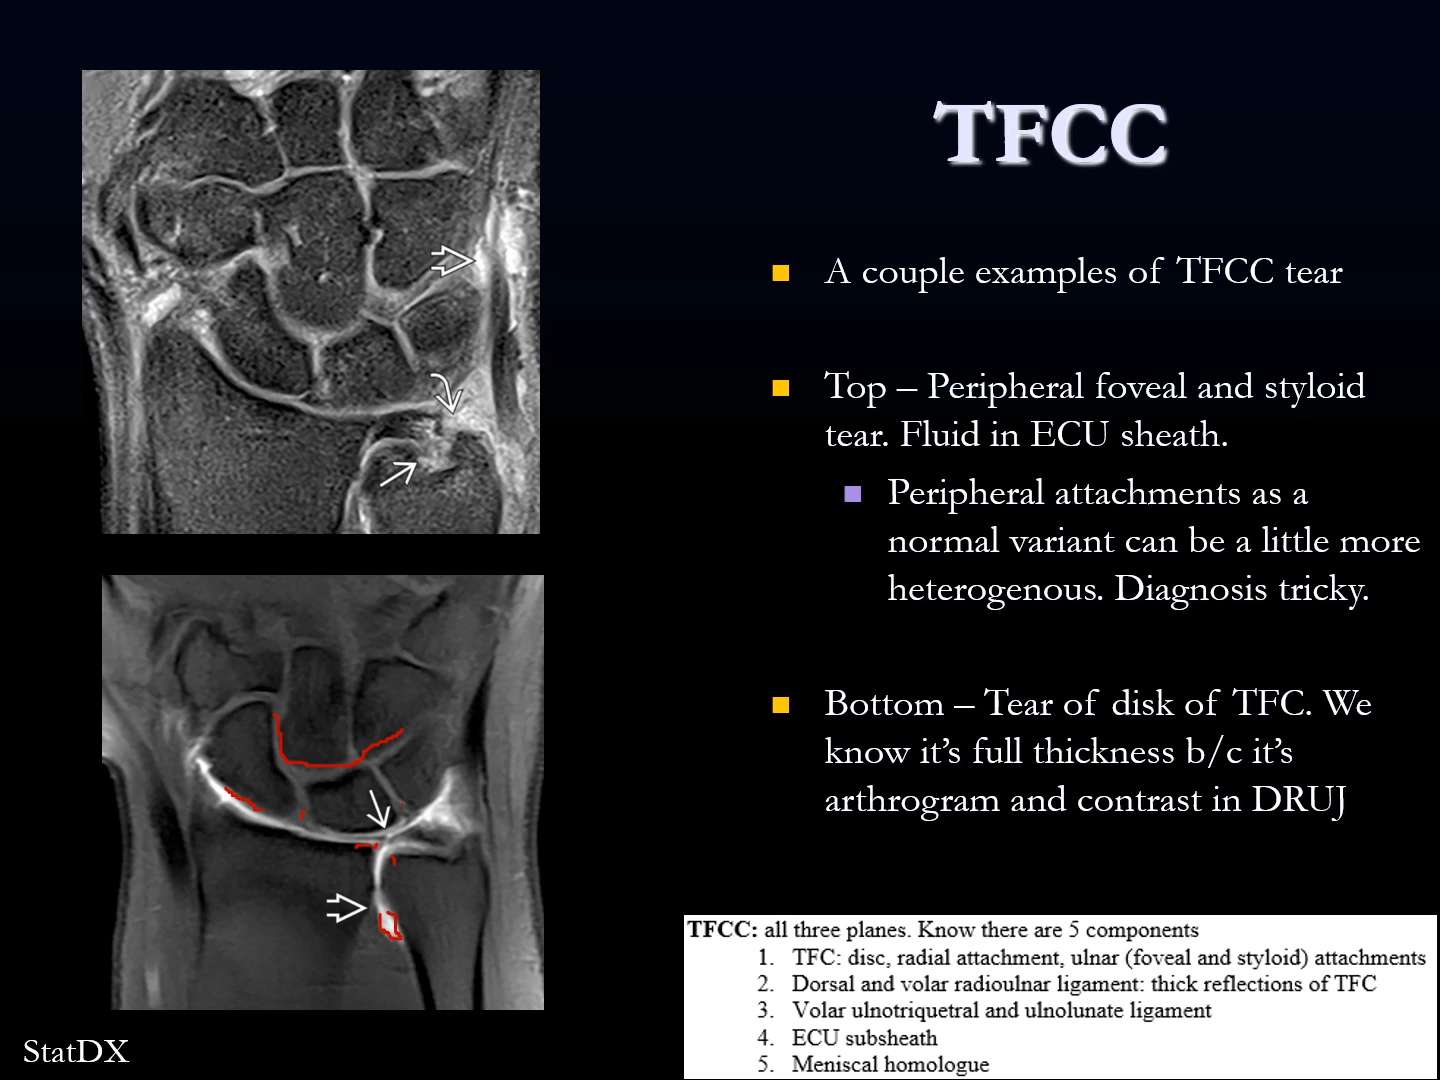 TFCC
■ A couple examples of TFCC tear
■ Top – Peripheral foveal and styloid
tear. Fluid in ECU sheath.
■ Peripheral attachments as a
normal variant can be a little more
heterogenous. Diagnosis tricky.
■ Bottom – Tear of disk of TFC. We
know it’s full thickness b/c it’s
arthrogram and contrast in DRUJ
TFCC: all three planes. Know there are 5 components
1. TFC: disc, radial attachment, ulnar (foveal and styloid) attachments
2. Dorsal and volar radioulnar ligament: thick reflections of TFC
3. Volar ulnotriquetral and ulnolunate ligament
4. ECU subsheath
5. Meniscal homologue
StatDX